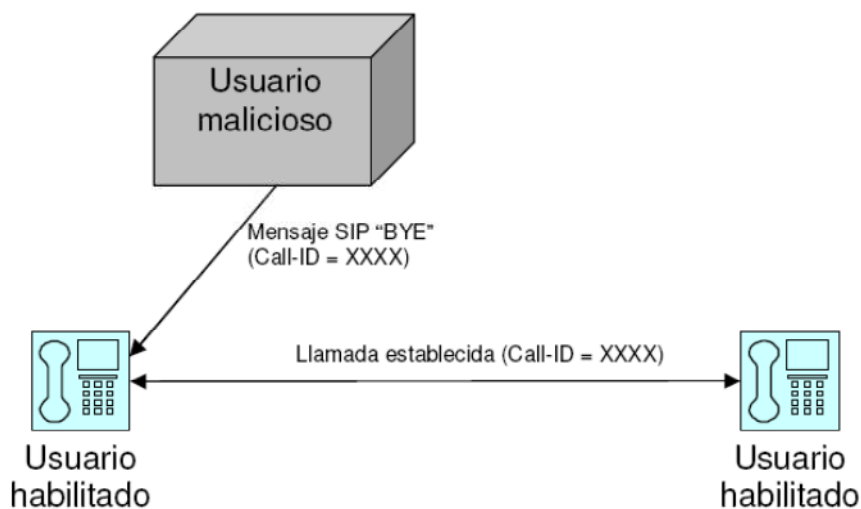 Usuario
malicioso
Mensaje SIP “BYE”
(Call-ID = XXXX)
Llamada establecida (Call-ID = XXXX)
Usuario
habilitado
Usuario
habilitado